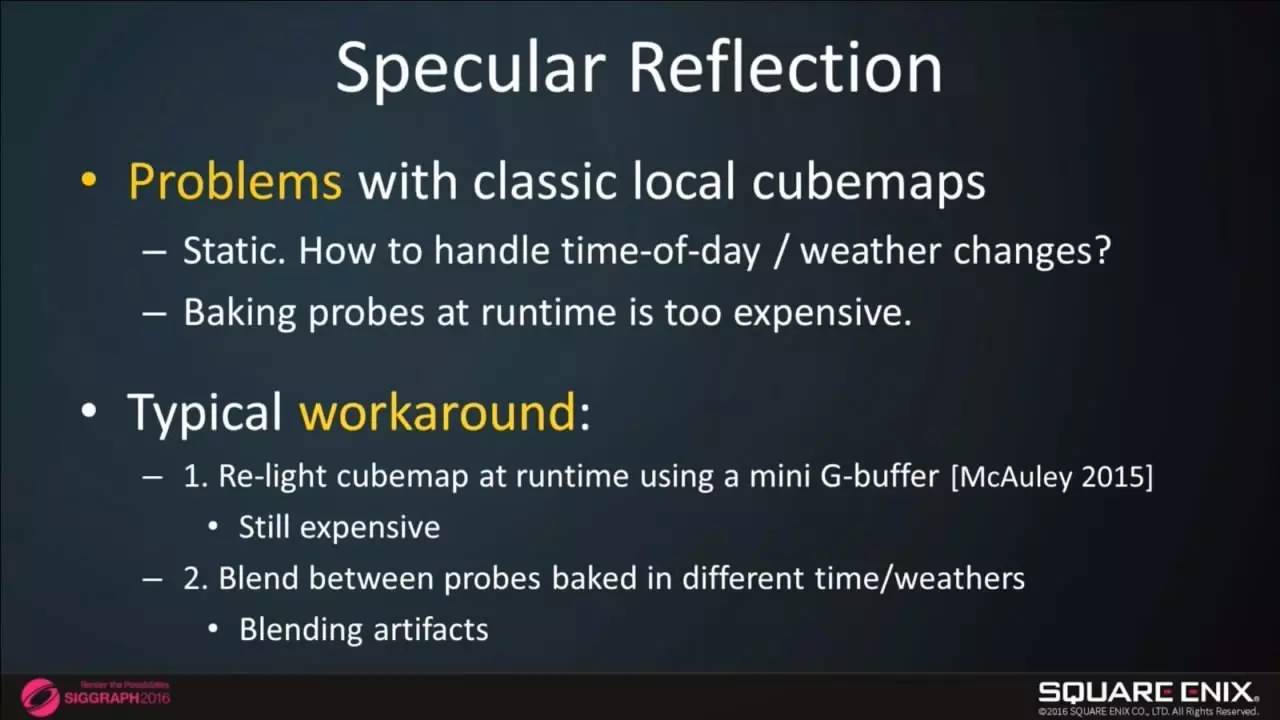 Specular Reflection
• Problems with classic local cubemaps
– Static. How to handle time-of-day / weather changes?
– Baking probes at runtime is too expensive.
• Typical workaround:
– 1. Re-light cubemap at runtime using a mini G-buffer [McAuley 2015]
• Still expensive
– 2. Blend between probes baked in different time/weathers
• Blending artifacts
Render the Possibilities
SIGGRAPH2016
SQUARE ENIX.
©2016 SQUARE ENIX CO., LTD. All Rights Reserved.